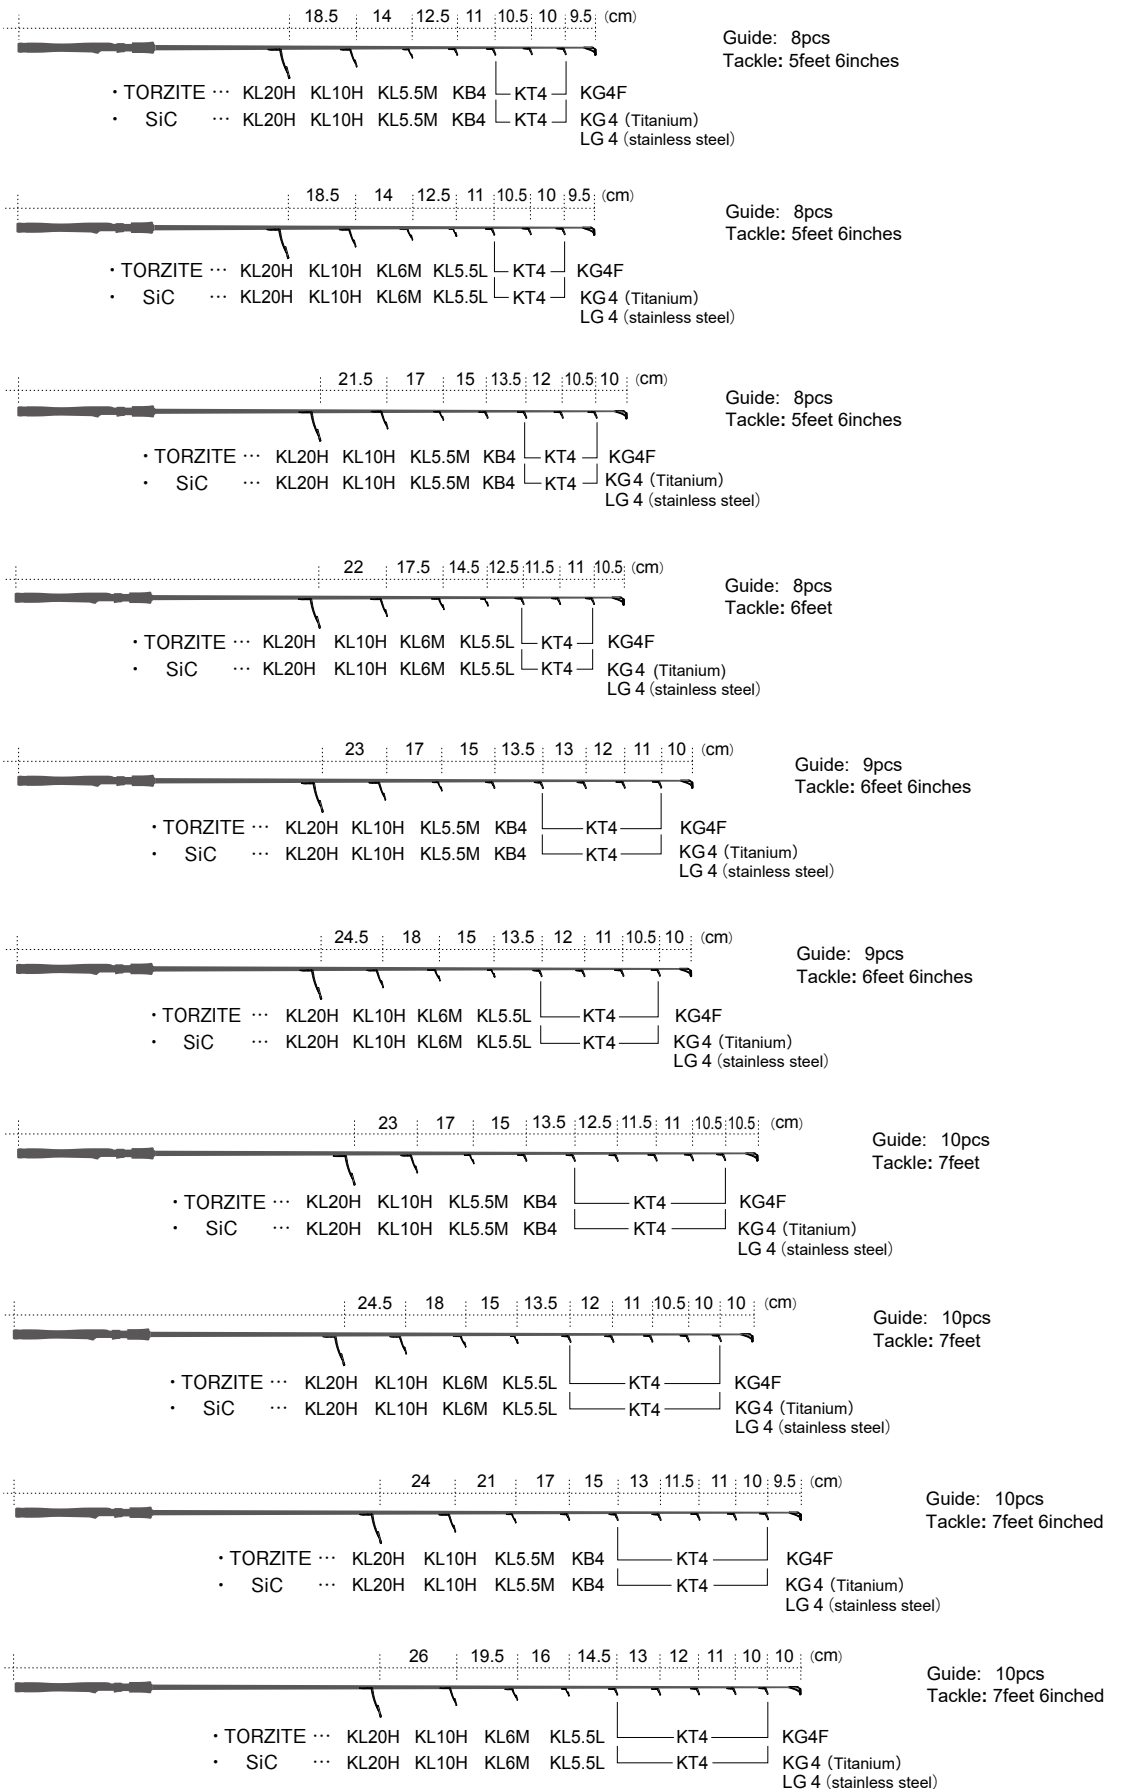 18.5 14 12.5 11 10.5 10 9.5 (cm)
Guide: 8pcs
Tackle: 5feet 6inches
・TORZITE … KL20H KL10H KL5.5M KB4 KT4 KG4F
・ SiC … KL20H KL10H KL5.5M KB4 KT4 KG4 (Titanium)
LG 4 (stainless steel)
18.5 14 12.5 11 10.5 10 9.5 (cm)
Guide: 8pcs
Tackle: 5feet 6inches
・TORZITE … KL20H KL10H KL6M KL5.5L KT4 KG4F
・ SiC … KL20H KL10H KL6M KL5.5L KT4 KG4 (Titanium)
LG 4 (stainless steel)
21.5 17 15 13.5 12 10.5 10 (cm)
Guide: 8pcs
Tackle: 5feet 6inches
・TORZITE … KL20H KL10H KL5.5M KB4 KT4 KG4F
・ SiC … KL20H KL10H KL5.5M KB4 KT4 KG4 (Titanium)
LG 4 (stainless steel)
22 17.5 14.5 12.5 11.5 11 10.5 (cm)
Guide: 8pcs
Tackle: 6feet
・TORZITE … KL20H KL10H KL6M KL5.5L KT4 KG4F
・ SiC … KL20H KL10H KL6M KL5.5L KT4 KG4 (Titanium)
LG 4 (stainless steel)
23 17 15 13.5 13 12 11 10 (cm)
Guide: 9pcs
Tackle: 6feet 6inches
・TORZITE … KL20H KL10H KL5.5M KB4 KT4 KG4F
・ SiC … KL20H KL10H KL5.5M KB4 KT4 KG4 (Titanium)
LG 4 (stainless steel)
24.5 18 15 13.5 12 11 10.5 10 (cm)
Guide: 9pcs
Tackle: 6feet 6inches
・TORZITE … KL20H KL10H KL6M KL5.5L KT4 KG4F
・ SiC … KL20H KL10H KL6M KL5.5L KT4 KG4 (Titanium)
LG 4 (stainless steel)
23 17 15 13.5 12.5 11.5 11 10.5 10.5 (cm)
Guide: 10pcs
Tackle: 7feet
・TORZITE … KL20H KL10H KL5.5M KB4 KT4 KG4F
・ SiC … KL20H KL10H KL5.5M KB4 KT4 KG4 (Titanium)
LG 4 (stainless steel)
24.5 18 15 13.5 12 11 10.5 10 10 (cm)
Guide: 10pcs
Tackle: 7feet
・TORZITE … KL20H KL10H KL6M KL5.5L KT4 KG4F
・ SiC … KL20H KL10H KL6M KL5.5L KT4 KG4 (Titanium)
LG 4 (stainless steel)
24 21 17 15 13 11.5 11 10 9.5 (cm)
Guide: 10pcs
Tackle: 7feet 6inched
・TORZITE … KL20H KL10H KL5.5M KB4 KT4 KG4F
・ SiC … KL20H KL10H KL5.5M KB4 KT4 KG4 (Titanium)
LG 4 (stainless steel)
26 19.5 16 14.5 13 12 11 10 10 (cm)
Guide: 10pcs
Tackle: 7feet 6inched
・TORZITE … KL20H KL10H KL6M KL5.5L KT4 KG4F
・ SiC … KL20H KL10H KL6M KL5.5L KT4 KG4 (Titanium)
LG 4 (stainless steel)